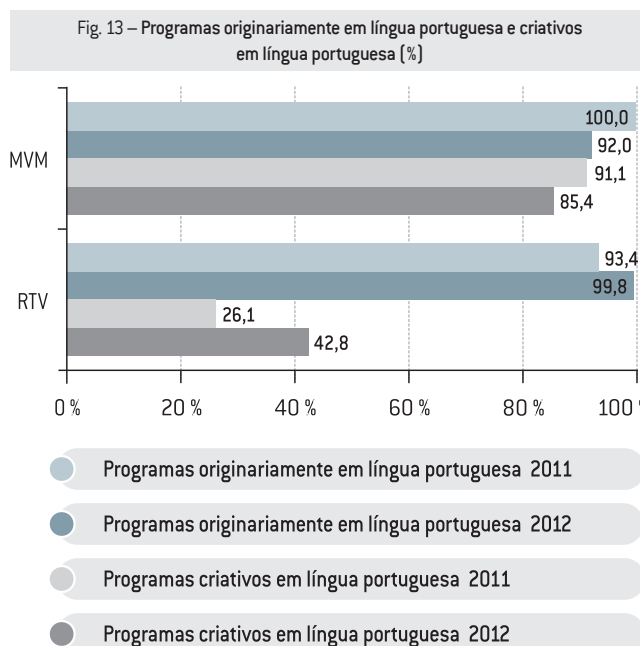 Fig. 13 – Programas originariamente em língua portuguesa e criativos
em língua portuguesa (%)
MVM
100,0
92,0
91,1
85,4
RTV
93,4
99,8
26,1
42,8
0 % 20 % 40 % 60 % 80 % 100 %
Programas originariamente em língua portuguesa 2011
Programas originariamente em língua portuguesa 2012
Programas criativos em língua portuguesa 2011
Programas criativos em língua portuguesa 2012